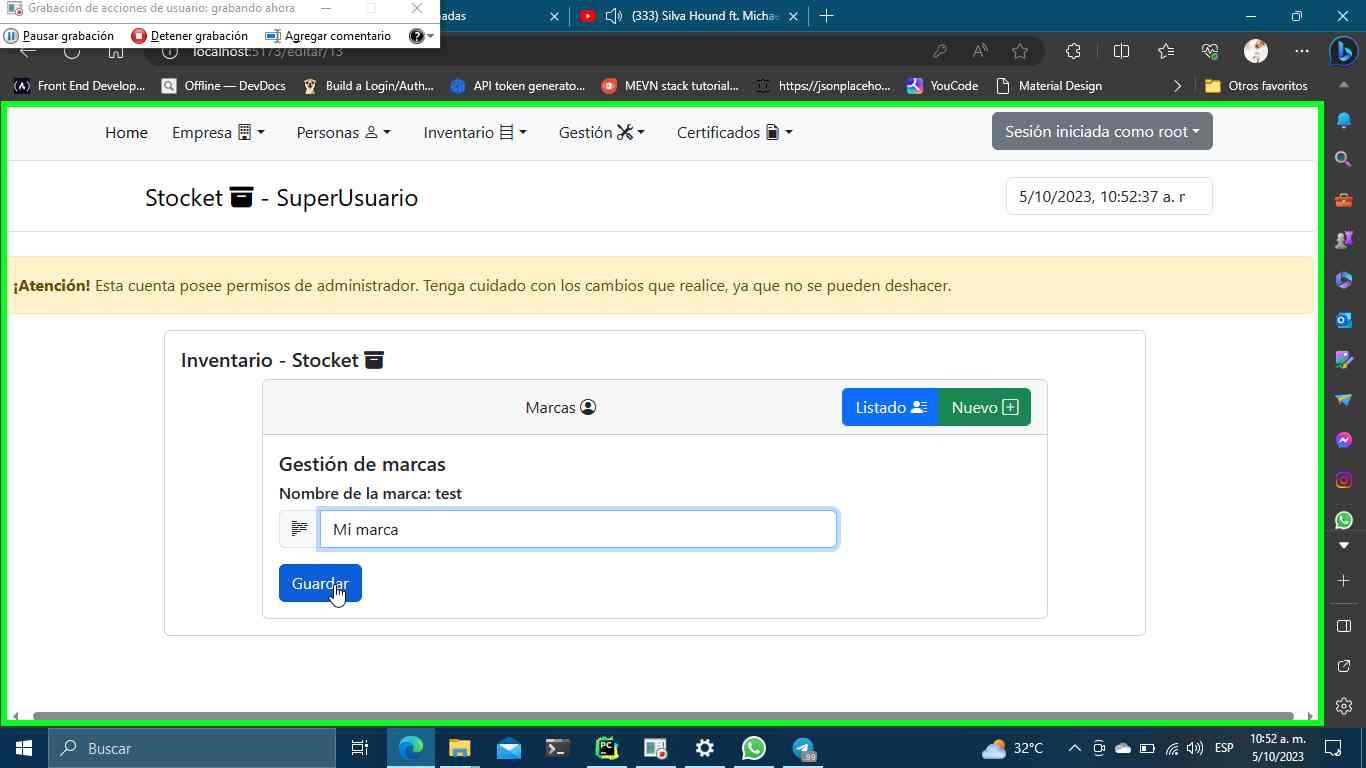 Grabación de acciones de usuario: grabando ahora
adas
(333) Silva Hound ft. Michae
Pausar grabación
Detener grabación
Agregar comentario
localhost:5173/editar/13
Front End Develop...
Offline — DevDocs
Build a Login/Auth...
API token generato...
MEVN stack tutorial...
https://jsonplaceho...
YouCode
Material Design
Otros favoritos
Home
Empresa
Personas
Inventario
Gestión
Certificados
Sesión iniciada como root
Stocket - SuperUsuario
5/10/2023, 10:52:37 a. r
¡Atención! Esta cuenta posee permisos de administrador. Tenga cuidado con los cambios que realice, ya que no se pueden deshacer.
Inventario - Stocket
Marcas
Listado
Nuevo
Gestión de marcas
Nombre de la marca: test
Mi marca
Guardar
Buscar
PC
99
32°C
ESP
10:52 a. m.
5/10/2023